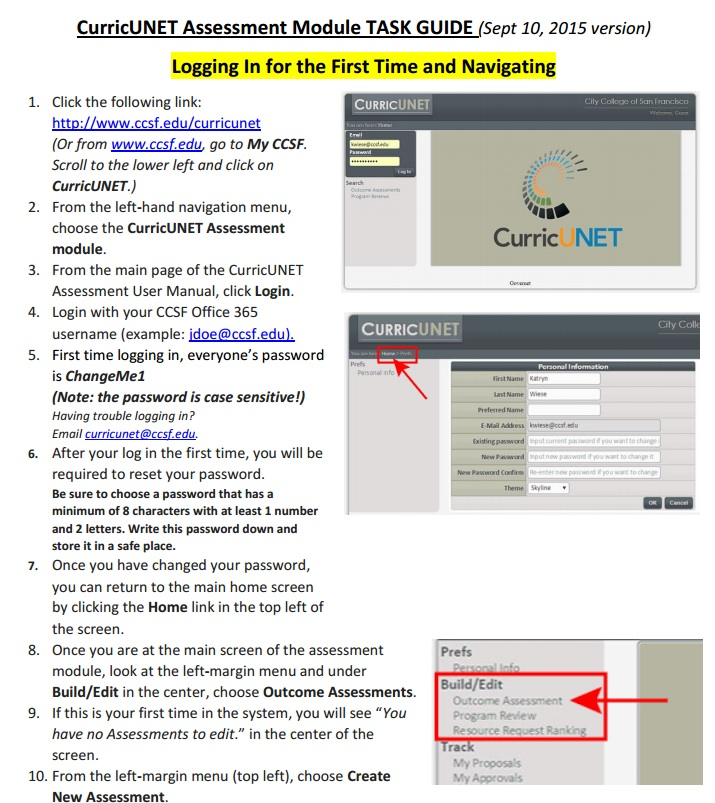 CurricUNET Assessment Module TASK GUIDE (Sept 10, 2015 version)
Logging In for the First Time and Navigating
1. Click the following link:
http://www.ccsf.edu/curricunet
(Or from www.ccsf.edu, go to My CCSF.
Scroll to the lower left and click on
CurricUNET.)
2. From the left-hand navigation menu,
choose the CurricUNET Assessment
module.
3. From the main page of the CurricUNET
Assessment User Manual, click Login.
4. Login with your CCSF Office 365
username (example: jdoe@ccsf.edu).
5. First time logging in, everyone's password
is ChangeMe1
(Note: the password is case sensitive!)
Having trouble logging in?
Email curricunet@ccsf.edu.
6. After your log in the first time, you will be
required to reset your password.
Be sure to choose a password that has a
minimum of 8 characters with at least 1 number
and 2 letters. Write this password down and
store it in a safe place.
7. Once you have changed your password,
you can return to the main home screen
by clicking the Home link in the top left of
the screen.
8. Once you are at the main screen of the assessment
module, look at the left-margin menu and under
Build/Edit in the center, choose Outcome Assessments.
9. If this is your first time in the system, you will see "You
have no Assessments to edit." in the center of the
screen.
10. From the left-margin menu (top left), choose Create
New Assessment.
CURRICUNET
City College of San Francisco
Welcome, Guest
You are here: Home
Email
kwiese@ccsf.edu
Password
Log In
Search
Outcome Assessments
Program Reviews
CurricUNET
CURRICUNET
City Colle
You are here: Home > Prefs
Prefs
Personal Info
Personal Information
First Name Katryn
Last Name Wiese
Preferred Name
E-Mail Address kwiese@ccsf.edu
Existing password Input current password if you want to change i
New Password Input new password if you want to change it
New Password Confirm Re-enter new password if you want to change
Theme Skyline
OK Cancel
Prefs
Personal Info
Build/Edit
Outcome Assessment
Program Review
Resource Request Ranking
Track
My Proposals
My Approvals